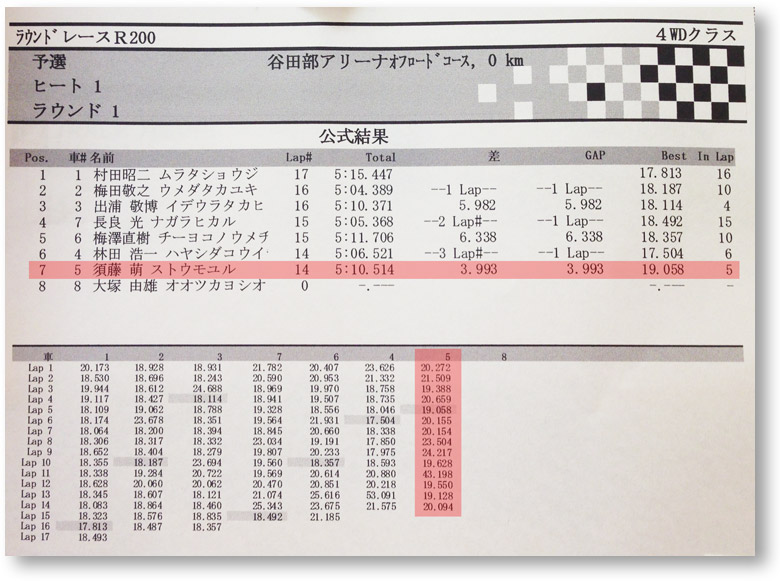 ﾗｳﾝﾄﾞレースＲ200 ４WDクラス
予選 谷田部アリーナｵﾌﾛｰﾄﾞｺｰｽ, 0 km
ヒート 1
ラウンド 1
公式結果
Pos. 車# 名前 Lap# Total 差 GAP Best In Lap
1 1 村田昭二 ムラタショウジ 17 5:15.447 17.813 16
2 2 梅田敬之 ウメダタカユキ 16 5:04.389 --1 Lap-- --1 Lap-- 18.187 10
3 3 出浦 敬博 イデウラタカヒ 16 5:10.371 5.982 5.982 18.114 4
4 7 長良 光 ナガラヒカル 15 5:05.368 --2 Lap#-- --1 Lap-- 18.492 15
5 6 梅澤直樹 チーヨコノウメチ 15 5:11.706 6.338 6.338 18.357 10
6 4 林田 浩一 ハヤシダコウイ 14 5:06.521 --3 Lap#-- --1 Lap-- 17.504 6
7 5 須藤 萌 ストウモユル 14 5:10.514 3.993 3.993 19.058 5
8 8 大塚 由雄 オオツカヨシオ 0 -.--- -.--- -
車 1 2 3 7 6 4 5 8
Lap 1 20.173 18.928 18.931 21.782 20.407 23.626 20.272
Lap 2 18.530 18.696 18.243 20.590 20.953 21.332 21.509
Lap 3 19.944 18.612 24.688 18.969 19.970 18.758 19.388
Lap 4 19.117 18.427 18.114 18.941 19.507 18.735 20.659
Lap 5 18.109 19.062 18.788 19.328 18.556 18.046 19.058
Lap 6 18.174 23.678 18.351 19.564 21.931 17.504 20.155
Lap 7 18.064 18.200 18.394 18.845 20.660 18.338 20.154
Lap 8 18.306 18.317 18.332 23.034 19.191 17.850 23.504
Lap 9 18.652 18.404 18.279 19.807 20.233 17.975 24.217
Lap 10 18.355 18.187 23.694 19.560 18.357 18.593 19.628
Lap 11 18.338 19.284 20.722 19.569 20.614 20.880 43.198
Lap 12 18.628 20.060 20.062 20.470 20.851 20.218 19.550
Lap 13 18.345 18.607 18.121 21.074 25.616 53.091 19.128
Lap 14 18.083 18.864 18.460 25.343 23.675 21.575 20.094
Lap 15 18.323 18.576 18.835 18.492 21.185
Lap 16 17.813 18.487 18.357
Lap 17 18.493